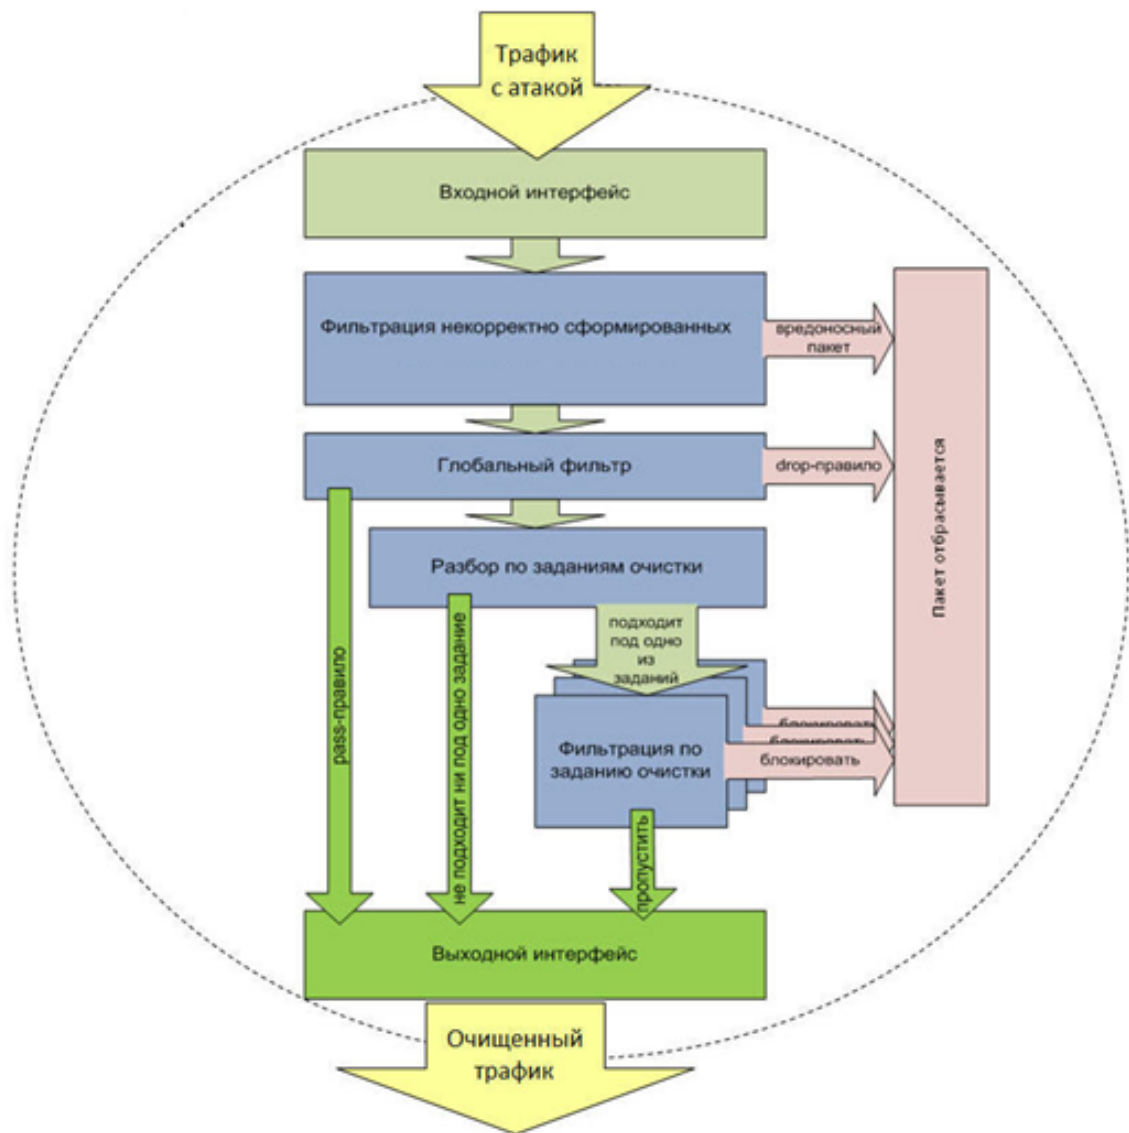 Трафик
с атакой
Входной интерфейс
Фильтрация некорректно сформированных
вредоносный
пакет
Глобальный фильтр
drop-правило
Разбор по заданиям очистки
Пакет отбрасывается
подходит
под одно
из
заданий
pass-правило
не подходит ни под одно задание
блокировать
блокировать
блокировать
Фильтрация по
заданию очистки
пропустить
Выходной интерфейс
Очищенный
трафик